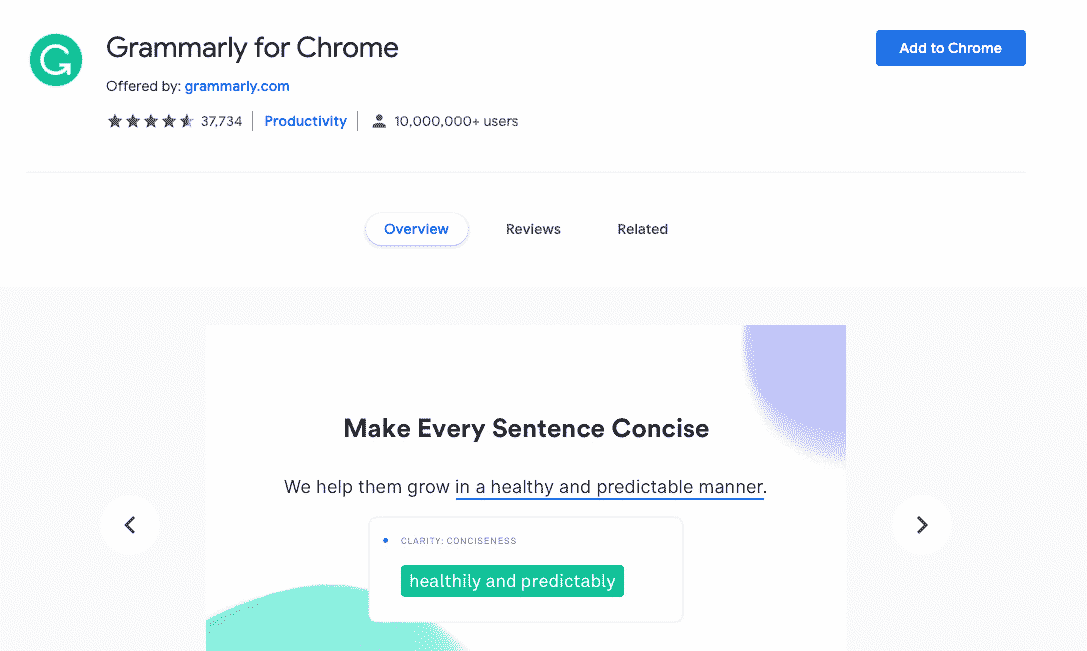 Grammarly for Chrome
Add to Chrome
Offered by: grammarly.com
37,734
Productivity
10,000,000+ users
Overview
Reviews
Related
Make Every Sentence Concise
We help them grow in a healthy and predictable manner.
CLARITY: CONCISENESS
healthily and predictably